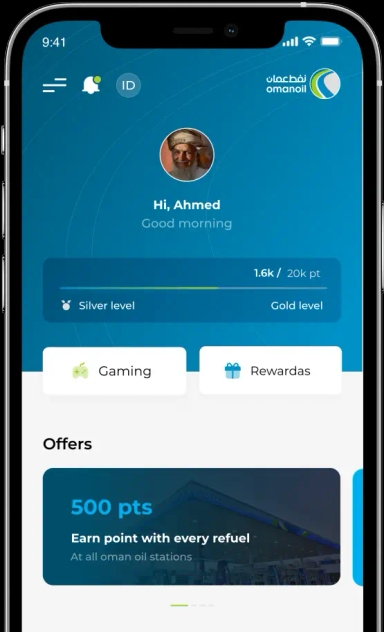 9:41
ID
نفط عمان
omanoil
Hi, Ahmed
Good morning
1.6k / 20k pt
Silver level
Gold level
Gaming
Rewardas
Offers
500 pts
Earn point with every refuel
At all oman oil stations